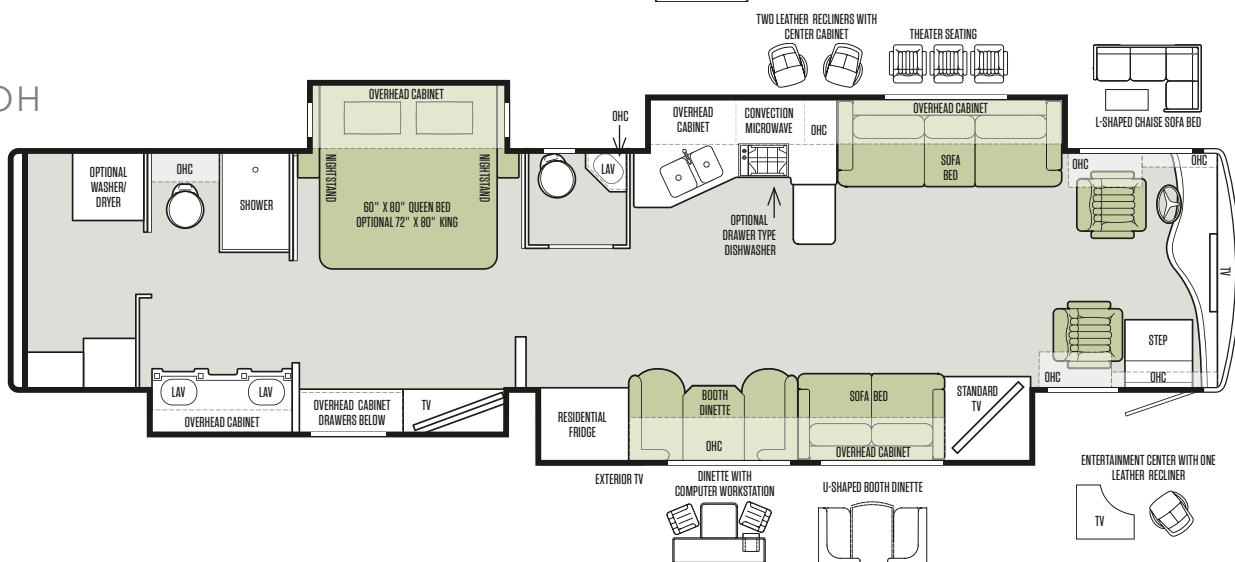 TWO LEATHER RECLINERS WITH
CENTER CABINET
THEATER SEATING
L-SHAPED CHAISE SOFA BED
OH
OVERHEAD CABINET
OHC
OVERHEAD
CABINET
CONVECTION
MICROWAVE
OHC
OVERHEAD CABINET
OPTIONAL
WASHER/
DRYER
OHC
SHOWER
NIGHTSTAND
NIGHTSTAND
60" X 80" QUEEN BED
OPTIONAL 72" X 80" KING
LAV
SOFA
BED
OHC
OHC
OPTIONAL
DRAWER TYPE
DISHWASHER
TV
STEP
OHC
OHC
LAV
LAV
OVERHEAD CABINET
OVERHEAD CABINET
DRAWERS BELOW
TV
RESIDENTIAL
FRIDGE
BOOTH
DINETTE
OHC
SOFA BED
OVERHEAD CABINET
STANDARD
TV
EXTERIOR TV
DINETTE WITH
COMPUTER WORKSTATION
U-SHAPED BOOTH DINETTE
ENTERTAINMENT CENTER WITH ONE
LEATHER RECLINER
TV